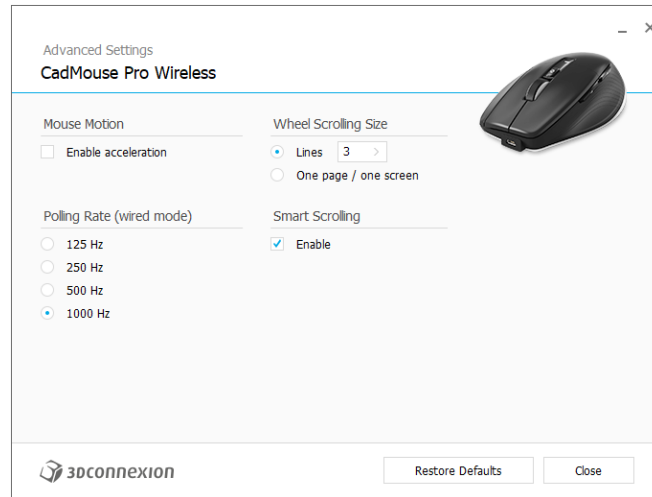 Advanced Settings
CadMouse Pro Wireless
Mouse Motion
Enable acceleration
Wheel Scrolling Size
Lines 3
One page / one screen
Polling Rate (wired mode)
125 Hz
250 Hz
500 Hz
1000 Hz
Smart Scrolling
Enable
3Dconnexion
Restore Defaults
Close